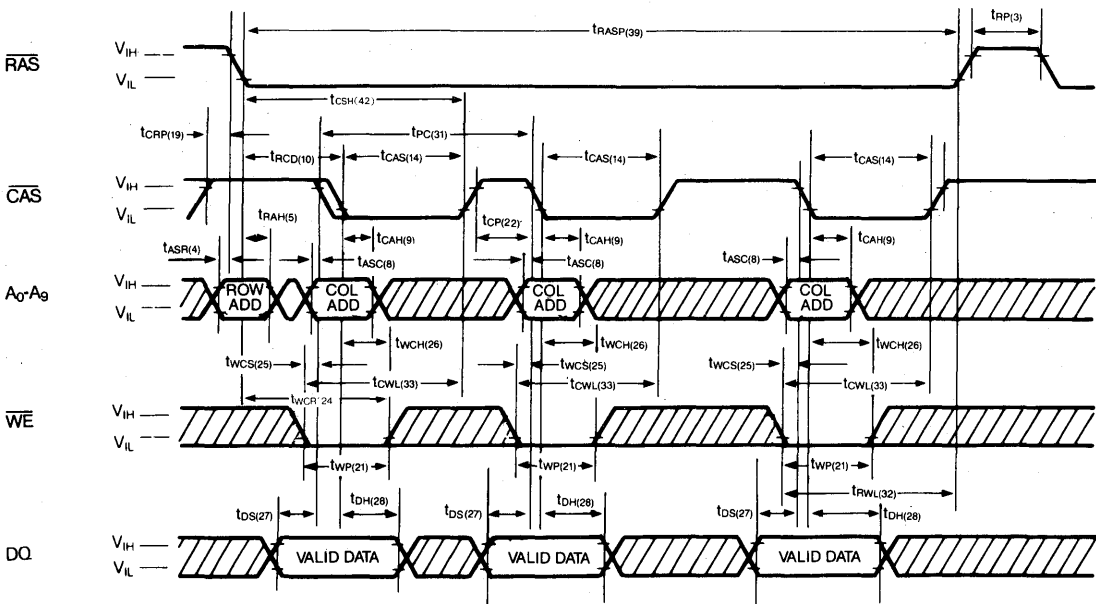 tRASP(39)
tRP(3)
RAS
VIH
VIL
tCSH(42)
tCRP(19)
tPC(31)
tRCD(10)
tCAS(14)
tCAS(14)
tCAS(14)
CAS
VIH
VIL
tRAH(5)
tCP(22)
tASR(4)
tCAH(9)
tCAH(9)
tCAH(9)
tASC(8)
tASC(8)
tASC(8)
A0-A9
VIH
VIL
ROW ADD
COL ADD
COL ADD
COL ADD
tWCH(26)
tWCH(26)
tWCH(26)
tWCS(25)
tWCS(25)
tWCS(25)
tCWL(33)
tCWL(33)
tCWL(33)
tWCR 24
WE
VIH
VIL
tWP(21)
tWP(21)
tWP(21)
tRWL(32)
tDS(27)
tDH(28)
tDS(27)
tDH(28)
tDS(27)
tDH(28)
DQ
VIH
VIL
VALID DATA
VALID DATA
VALID DATA